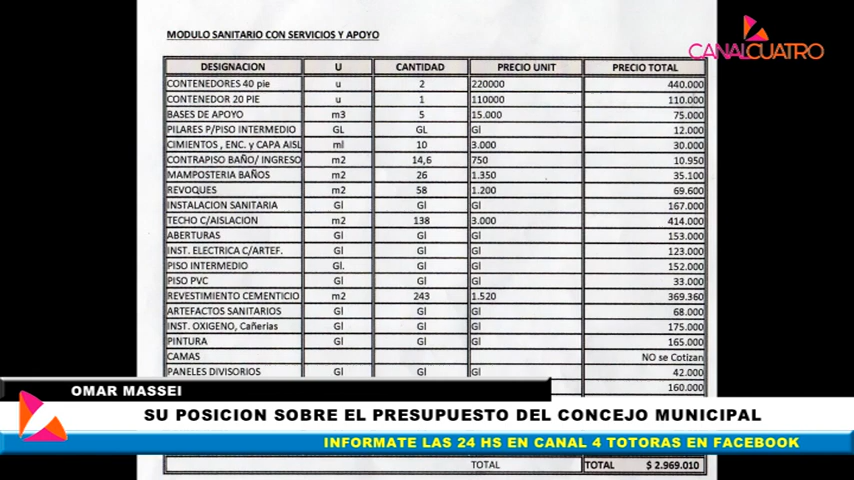 MODULO SANITARIO CON SERVICIOS Y APOYO
CANALCUATRO
DESIGNACION U CANTIDAD PRECIO UNIT PRECIO TOTAL
CONTENEDORES 40 pie u 2 220000 440.000
CONTENEDOR 20 PIE u 1 110000 110.000
BASES DE APOYO m3 5 15.000 75.000
PILARES P/PISO INTERMEDIO GL GL Gl 12.000
CIMIENTOS , ENC. y CAPA AISL ml 10 3.000 30.000
CONTRAPISO BAÑO/ INGRESO m2 14,6 750 10.950
MAMPOSTERIA BAÑOS m2 26 1.350 35.100
REVOQUES m2 58 1.200 69.600
INSTALACION SANITARIA Gl Gl Gl 167.000
TECHO C/AISLACION m2 138 3.000 414.000
ABERTURAS Gl Gl Gl 153.000
INST. ELECTRICA C/ARTEF. Gl Gl Gl 123.000
PISO INTERMEDIO Gl. Gl Gl 152.000
PISO PVC Gl Gl Gl 33.000
REVESTIMIENTO CEMENTICIO m2 243 1.520 369.360
ARTEFACTOS SANITARIOS Gl Gl Gl 68.000
INST. OXIGENO, Cañerias Gl Gl Gl 175.000
PINTURA Gl Gl Gl 165.000
CAMAS NO se Cotizan
PANELES DIVISORIOS Gl Gl Gl 42.000
160.000
OMAR MASSEI
SU POSICION SOBRE EL PRESUPUESTO DEL CONCEJO MUNICIPAL
INFORMATE LAS 24 HS EN CANAL 4 TOTORAS EN FACEBOOK
TOTAL TOTAL $ 2.969.010